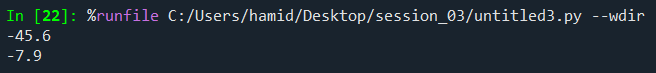 In [22]: %runfile C:/Users/hamid/Desktop/session_03/untitled3.py --wdir
-45.6
-7.9